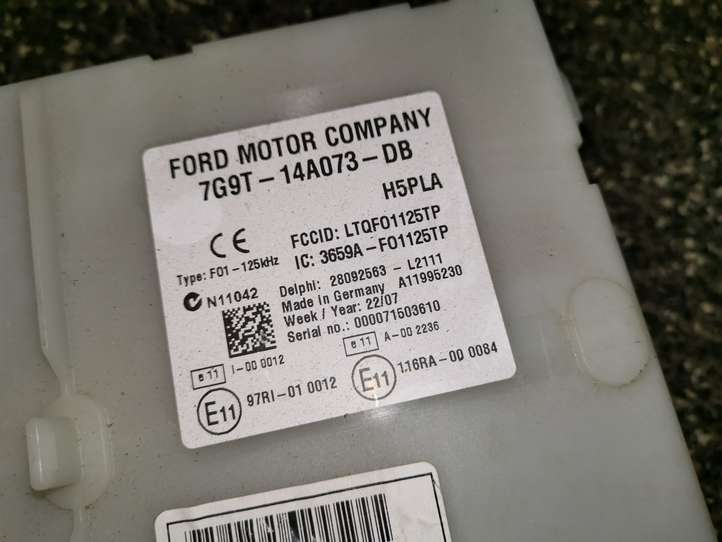 FORD MOTOR COMPANY
7G9T-14A073-DB
H5PLA
CE
FCCID: LTQF01125TP
IC: 3659A-F01125TP
Type: F01-125kHz
Delphi: 28092563 - L2111
N11042
Made in Germany A11995230
Week / Year: 22/07
Serial no.: 000071503610
e 11 I-00 0012
e 11 A-00 2236
E11 97RI-01 0012
E11 116RA-00 0084